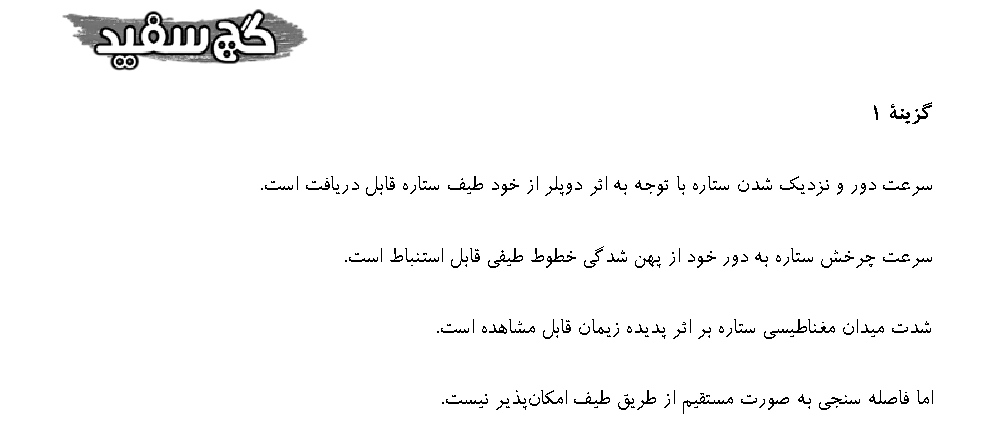 گچ سفید
گزینهٔ ۱
سرعت دور و نزدیک شدن ستاره با توجه به اثر دوپلر از خود طیف ستاره قابل دریافت است.
سرعت چرخش ستاره به دور خود از پهن شدگی خطوط طیفی قابل استنباط است.
شدت میدان مغناطیسی ستاره بر اثر پدیده زیمان قابل مشاهده است.
اما فاصله سنجی به صورت مستقیم از طریق طیف امکان‌پذیر نیست.